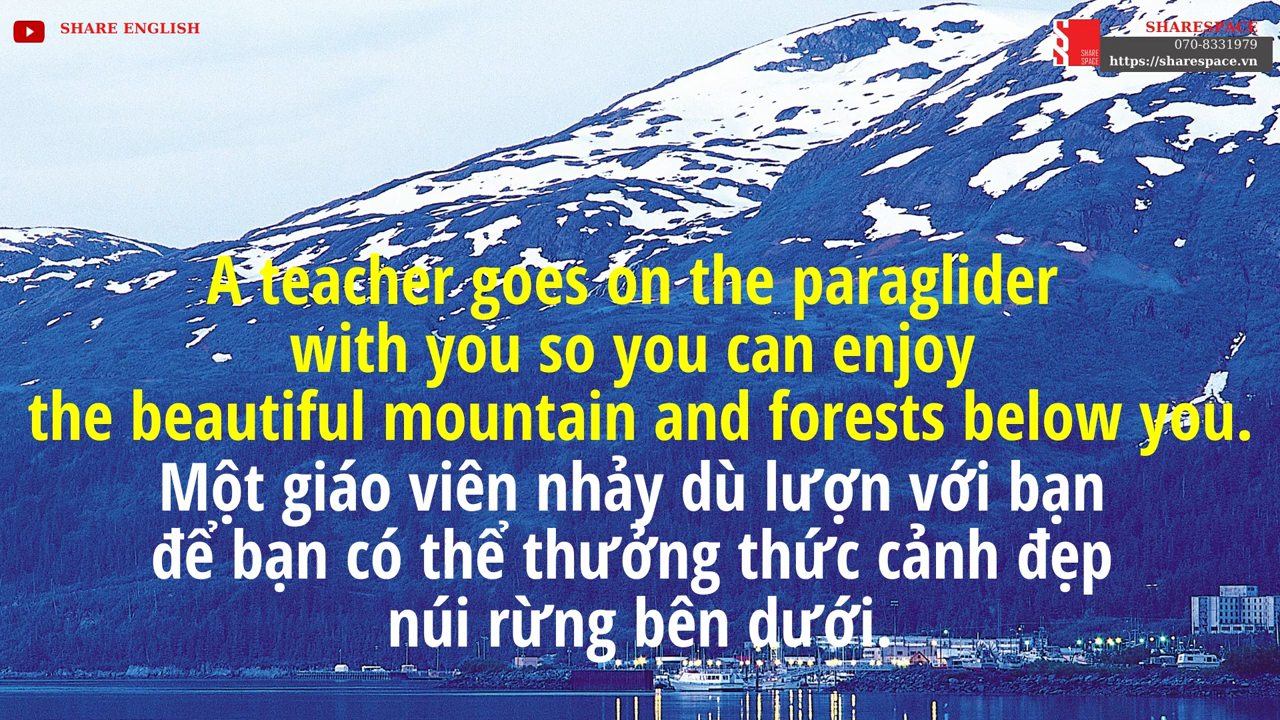 SHARE ENGLISH
SHARESPACE
070-8331979
https://sharespace.vn
SHARE
SPACE
A teacher goes on the paraglider
with you so you can enjoy
the beautiful mountain and forests below you.
Một giáo viên nhảy dù lượn với bạn
để bạn có thể thưởng thức cảnh đẹp
núi rừng bên dưới.